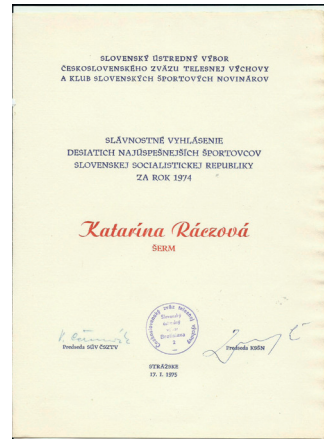 SLOVENSKÝ ÚSTREDNÝ VÝBOR
ČESKOSLOVENSKÉHO ZVÄZU TELESNEJ VÝCHOVY
A KLUB SLOVENSKÝCH ŠPORTOVÝCH NOVINÁROV
SLÁVNOSTNÉ VYHLÁSENIE
DESIATICH NAJÚSPEŠNEJŠÍCH ŠPORTOVCOV
SLOVENSKEJ SOCIALISTICKEJ REPUBLIKY
ZA ROK 1974
Katarína Ráczová
ŠERM
Predseda SÚV ČSZTV
Predseda KSŠN
STRÁŽSKE
17. 1. 1975